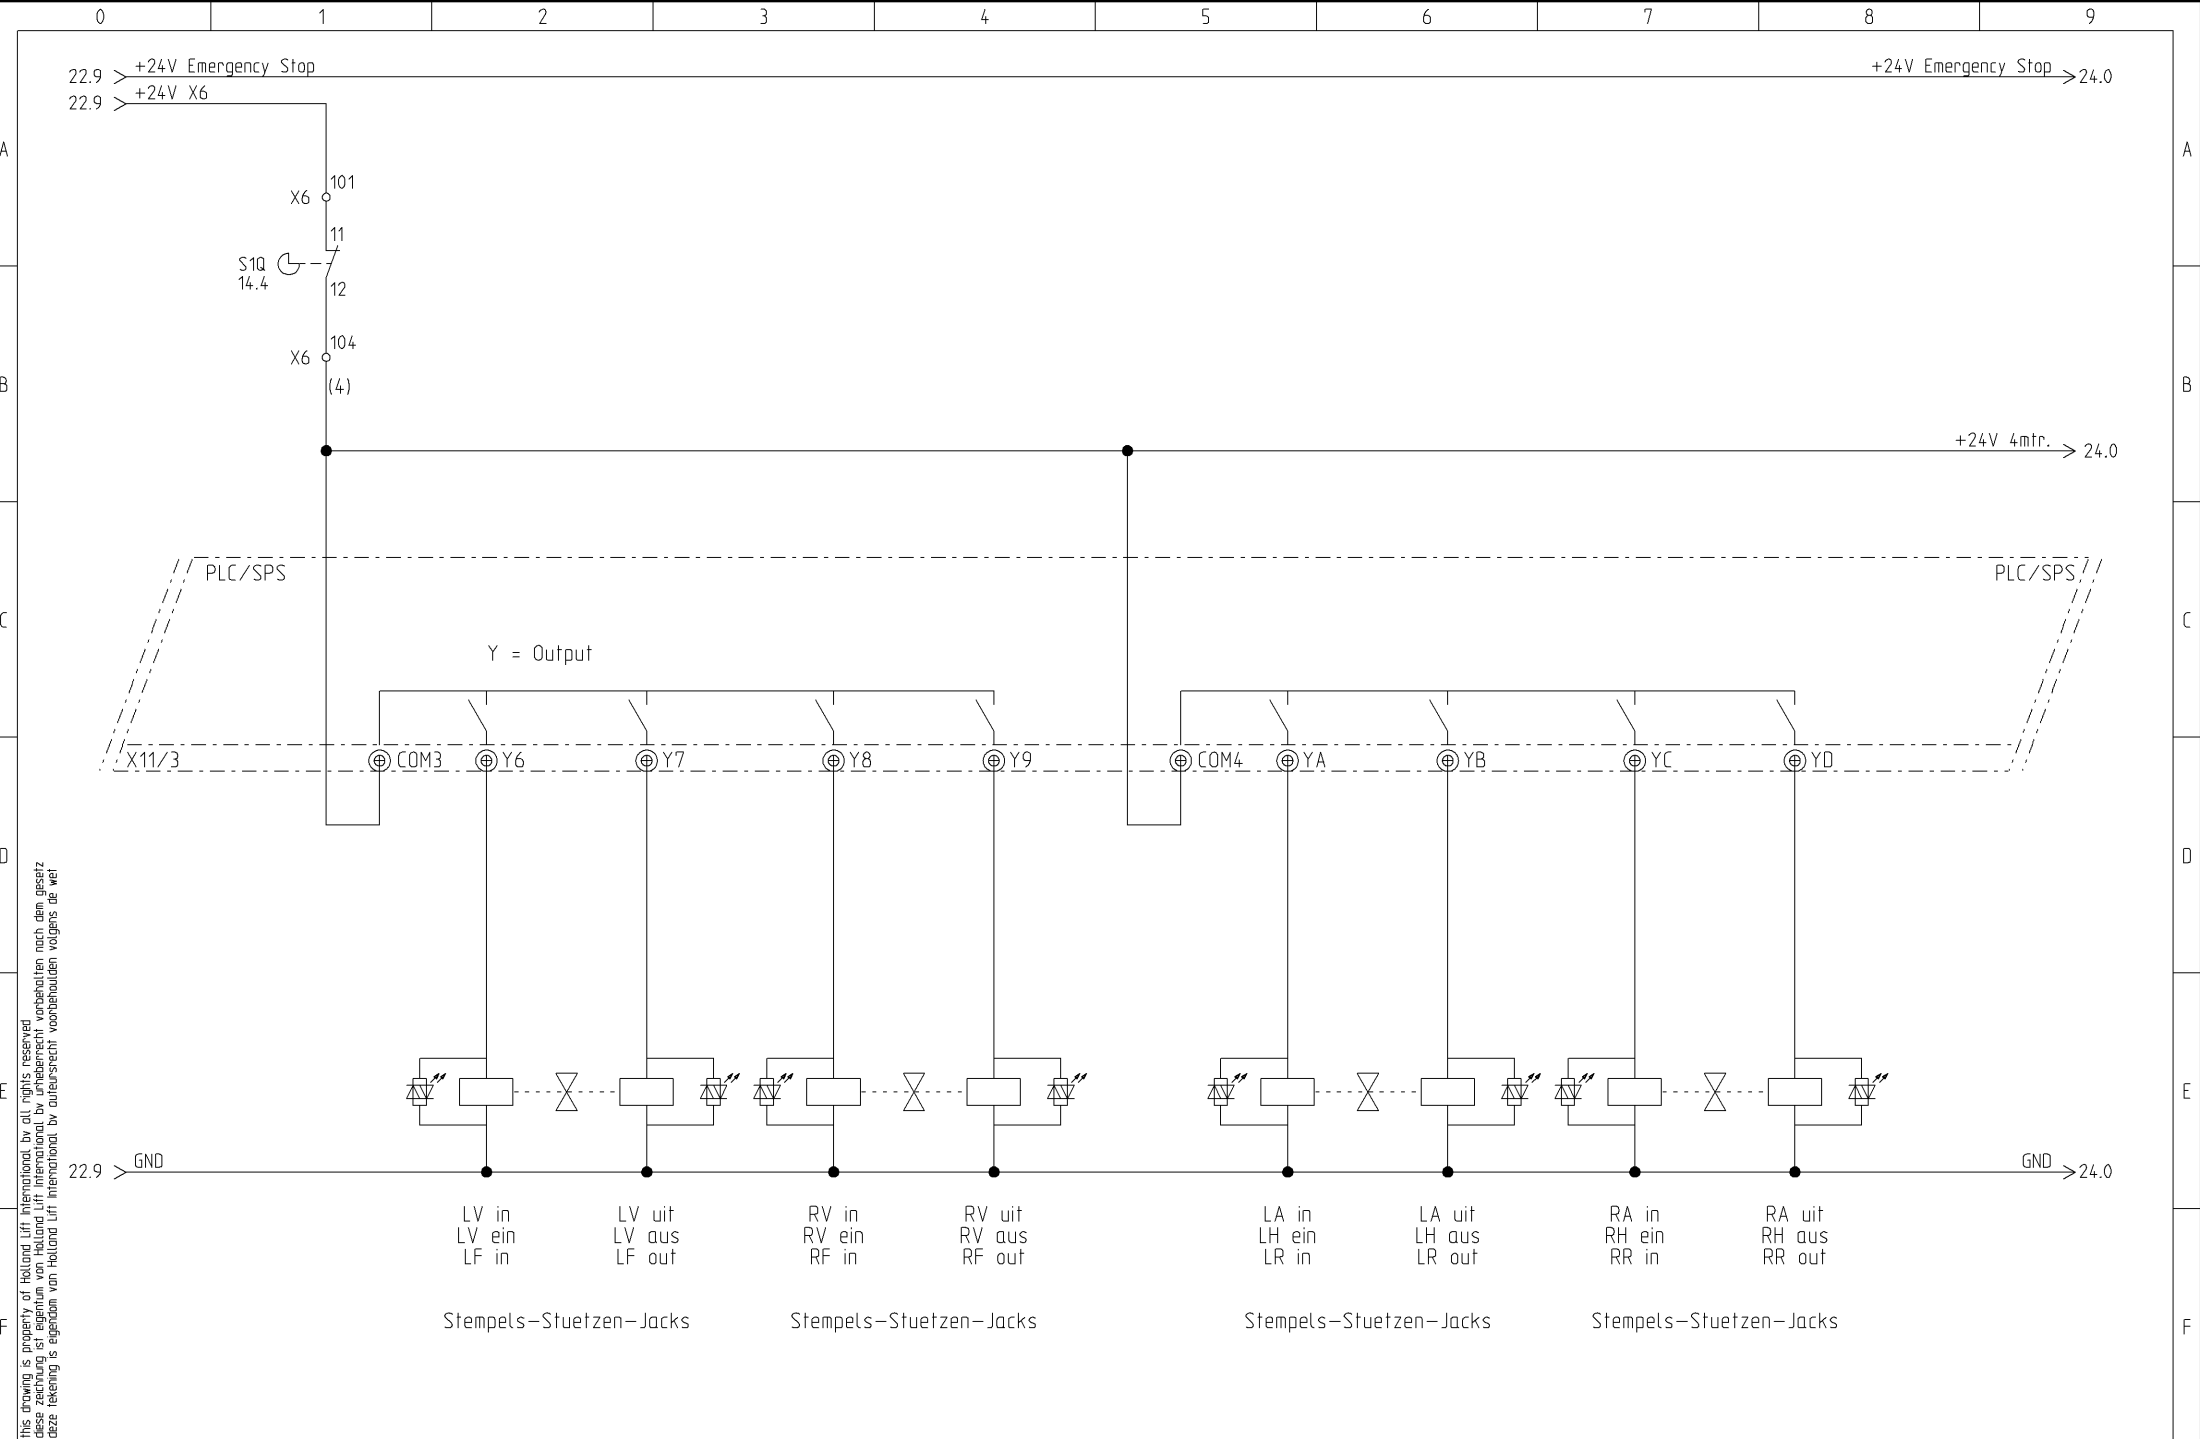 0 1 2 3 4 5 6 7 8 9
22.9 +24V Emergency Stop +24V Emergency Stop 24.0
22.9 +24V X6
A A
X6 101
11
S1Q
14.4
12
X6 104
(4)
B B
+24V 4mtr. 24.0
PLC/SPS PLC/SPS
C C
Y = Output
X11/3 COM3 Y6 Y7 Y8 Y9 COM4 YA YB YC YD
D D
E E
22.9 GND GND 24.0
LV in LV uit RV in RV uit LA in LA uit RA in RA uit
LV ein LV aus RV ein RV aus LH ein LH aus RH ein RH aus
LF in LF out RF in RF out LR in LR out RR in RR out
Stempels-Stuetzen-Jacks Stempels-Stuetzen-Jacks Stempels-Stuetzen-Jacks Stempels-Stuetzen-Jacks
F F
this drawing is property of Holland Lift International bv all rights reserved
diese zeichnung ist eigentum von Holland Lift International bv urheberrecht vorbehalten nach dem gesetz
deze tekening is eigendom van Holland Lift International bv auteursrecht voorbehoulden volgens de wet